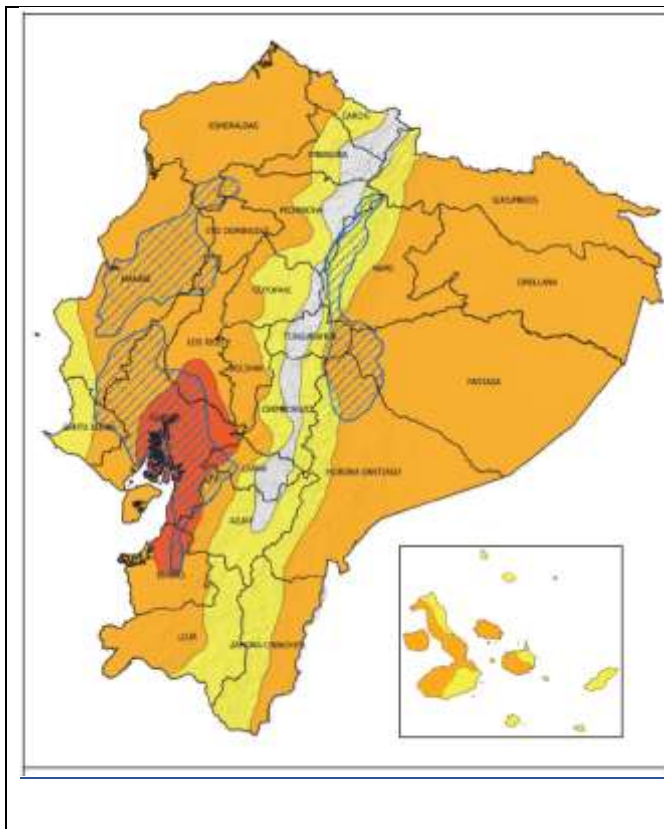 CARCHI
ESMERALDAS
IMBABURA
SUCUMBIOS
PICHINCHA
STO DOMINGO
NAPO
MANABI
ORELLANA
COTOPAXI
TUNGURAHUA
LOS RIOS
BOLIVAR
PASTAZA
CHIMBORAZO
SANTA ELENA
MORONA SANTIAGO
CAÑAR
AZUAY
LOJA
ZAMORA CHINCHIPE